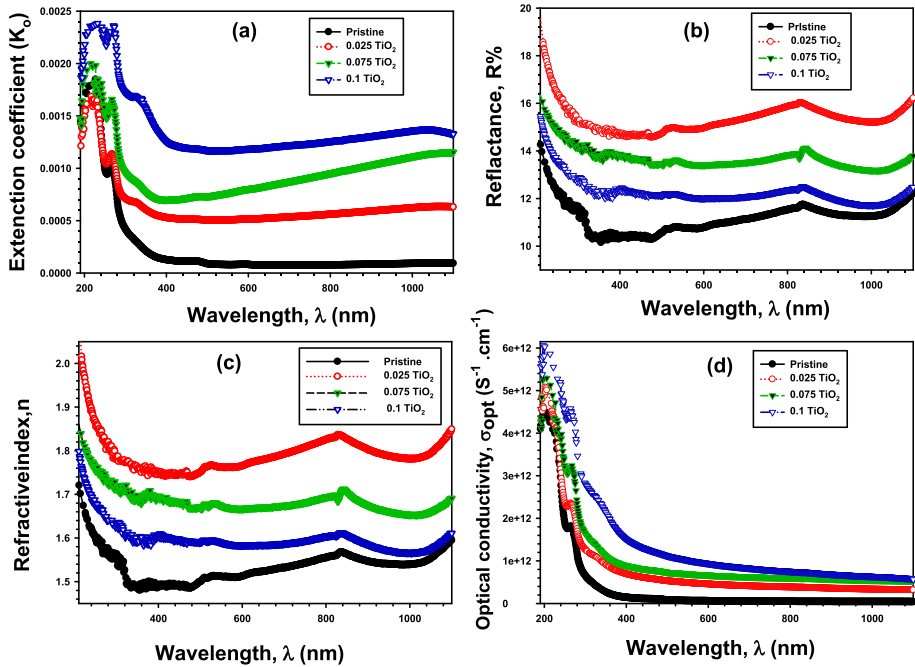 (a)
Pristine
0.025 TiO2
0.075 TiO2
0.1 TiO2
Extenction coefficient (Ko)
0.0025
0.0020
0.0015
0.0010
0.0005
0.0000
200 400 600 800 1000
Wavelength, λ (nm)
(b)
PrIstine
0.025 TiO2
0.075 TiO2
0.1 TiO2
Reflactance, R%
20
18
16
14
12
10
400 600 800 1000
Wavelength, λ (nm)
(c)
Pristine
0.025 TiO2
0.075 TiO2
0.1 TiO2
Refractiveindex,n
2.0
1.9
1.8
1.7
1.6
1.5
400 600 800 1000
Wavelength, λ (nm)
(d)
Pristine
0.025 TiO2
0.075 TiO2
0.1 TiO2
Optical conductivity, σopt (S-1 .cm-1)
6e+12
5e+12
4e+12
3e+12
2e+12
1e+12
0
200 400 600 800 1000
Wavelength, λ (nm)